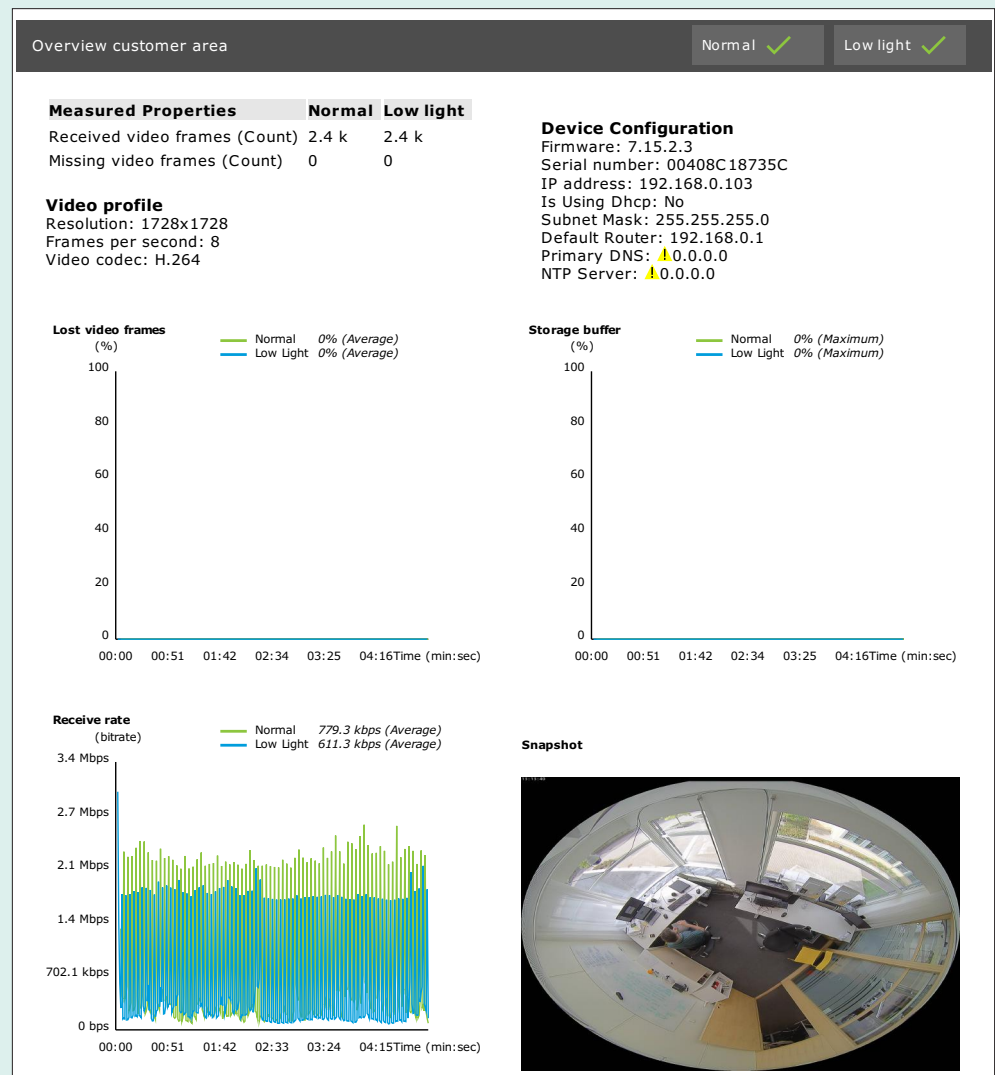 Overview customer area
Normal
Low light
Measured Properties Normal Low light
Received video frames (Count) 2.4 k 2.4 k
Missing video frames (Count) 0 0
Video profile
Resolution: 1728x1728
Frames per second: 8
Video codec: H.264
Device Configuration
Firmware: 7.15.2.3
Serial number: 00408C18735C
IP address: 192.168.0.103
Is Using Dhcp: No
Subnet Mask: 255.255.255.0
Default Router: 192.168.0.1
Primary DNS: 0.0.0.0
NTP Server: 0.0.0.0
Lost video frames
(%)
Normal 0% (Average)
Low Light 0% (Average)
100
80
60
40
20
0
00:00 00:51 01:42 02:34 03:25 04:16Time (min:sec)
Storage buffer
(%)
Normal 0% (Maximum)
Low Light 0% (Maximum)
100
80
60
40
20
0
00:00 00:51 01:42 02:34 03:25 04:16Time (min:sec)
Receive rate
(bitrate)
Normal 779.3 kbps (Average)
Low Light 611.3 kbps (Average)
3.4 Mbps
2.7 Mbps
2.1 Mbps
1.4 Mbps
702.1 kbps
0 bps
00:00 00:51 01:42 02:33 03:24 04:15Time (min:sec)
Snapshot